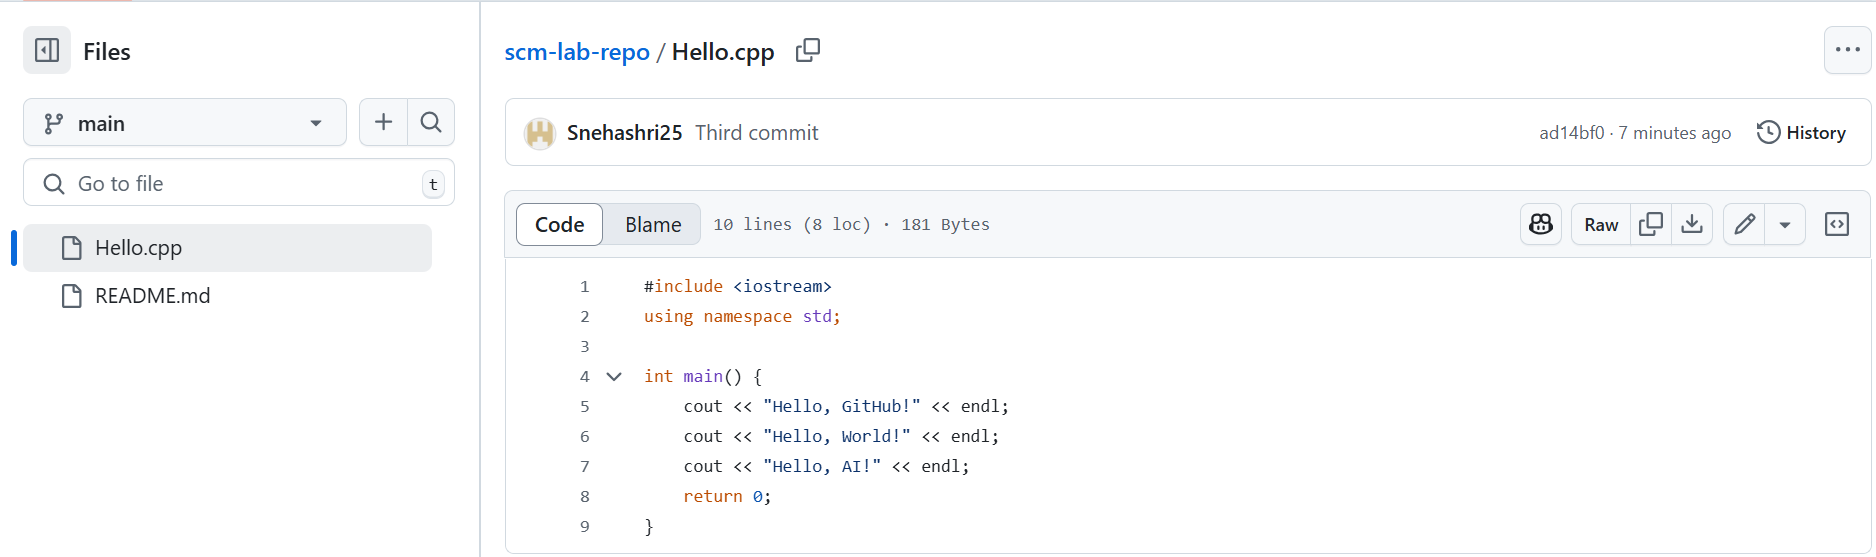 Files
main
Go to file
t
Hello.cpp
README.md
scm-lab-repo / Hello.cpp
Snehashri25 Third commit
ad14bf0 · 7 minutes ago
History
Code
Blame
10 lines (8 loc) · 181 Bytes
Raw
1 #include <iostream>
2 using namespace std;
3
4 int main() {
5     cout << "Hello, GitHub!" << endl;
6     cout << "Hello, World!" << endl;
7     cout << "Hello, AI!" << endl;
8     return 0;
9 }